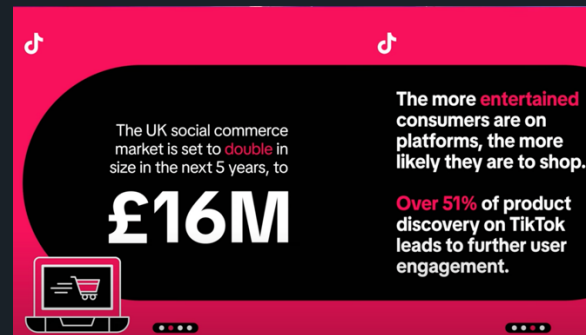 The UK social commerce
market is set to double in
size in the next 5 years, to
£16M
The more entertained
consumers are on
platforms, the more
likely they are to shop.
Over 51% of product
discovery on TikTok
leads to further user
engagement.